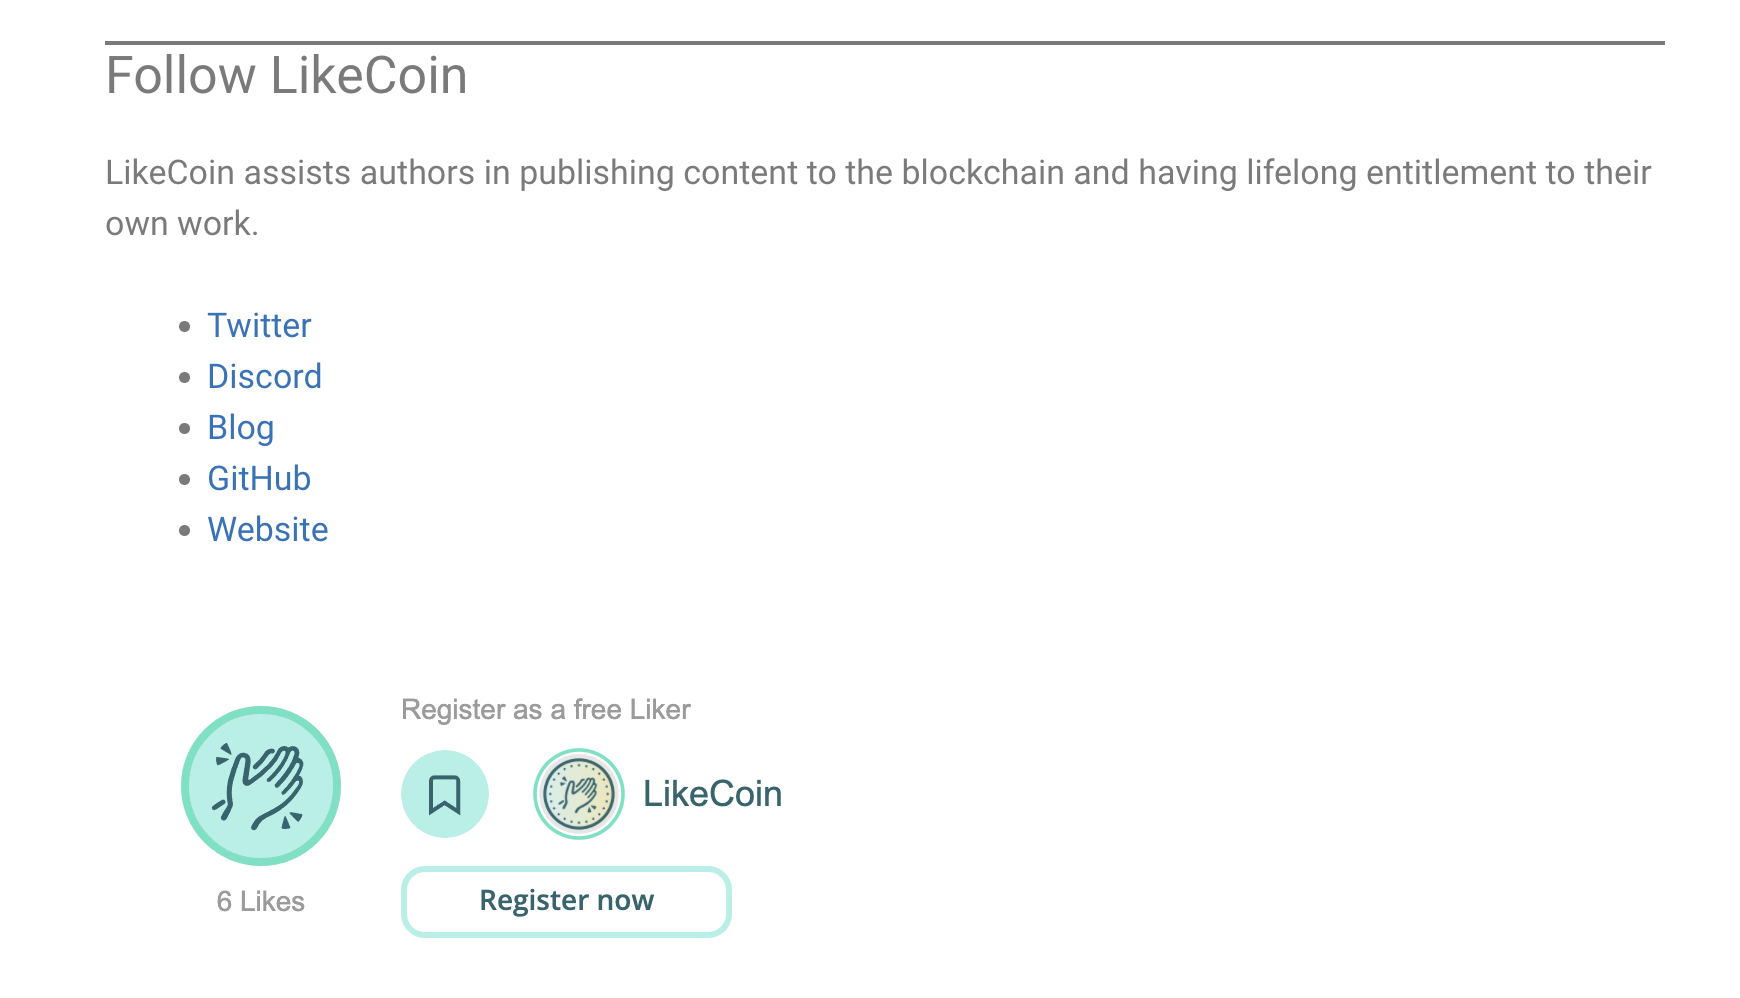 Follow LikeCoin
LikeCoin assists authors in publishing content to the blockchain and having lifelong entitlement to their
own work.
Twitter
Discord
Blog
GitHub
Website
Register as a free Liker
LikeCoin
6 Likes
Register now